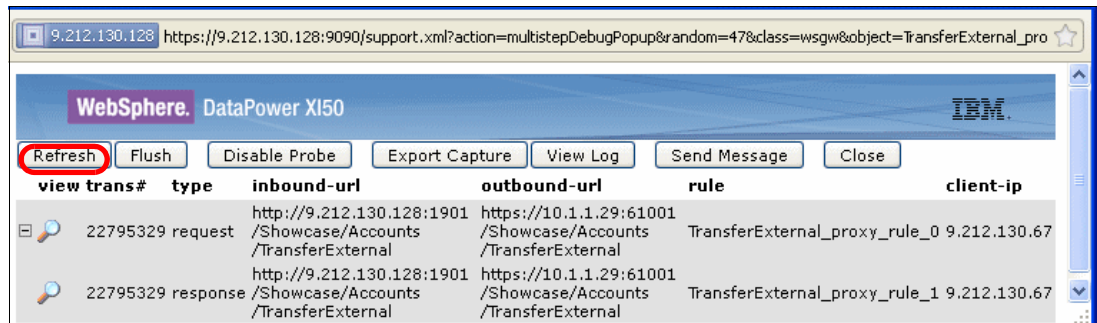 9.212.130.128 https://9.212.130.128:9090/support.xml?action=multistepDebugPopup&random=47&class=wsgw&object=TransferExternal_pro
WebSphere. DataPower XI50 IBM.
Refresh Flush Disable Probe Export Capture View Log Send Message Close
view trans# type inbound-url outbound-url rule client-ip
http://9.212.130.128:1901 https://10.1.1.29:61001
22795329 request /Showcase/Accounts /Showcase/Accounts TransferExternal_proxy_rule_0 9.212.130.67
/TransferExternal /TransferExternal
http://9.212.130.128:1901 https://10.1.1.29:61001
22795329 response /Showcase/Accounts /Showcase/Accounts TransferExternal_proxy_rule_1 9.212.130.67
/TransferExternal /TransferExternal